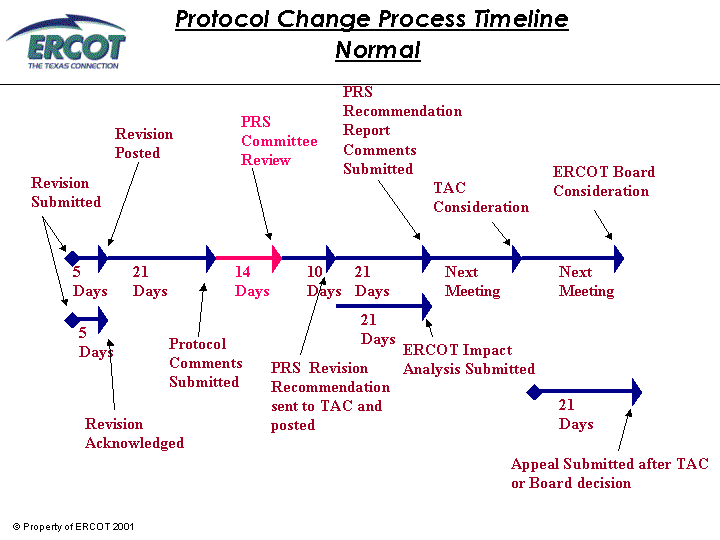 Protocol Change Process Timeline
Normal
ERCOT
THE TEXAS CONNECTION
PRS
Recommendation
Report
Comments
Submitted
PRS
Committee
Review
Revision
Posted
Revision
Submitted
TAC
Consideration
ERCOT Board
Consideration
5
Days
21
Days
14
Days
10
Days
21
Days
Next
Meeting
Next
Meeting
5
Days
21
Days
Protocol
Comments
Submitted
ERCOT Impact
Analysis Submitted
PRS Revision
Recommendation
sent to TAC and
posted
Revision
Acknowledged
21
Days
Appeal Submitted after TAC
or Board decision
© Property of ERCOT 2001